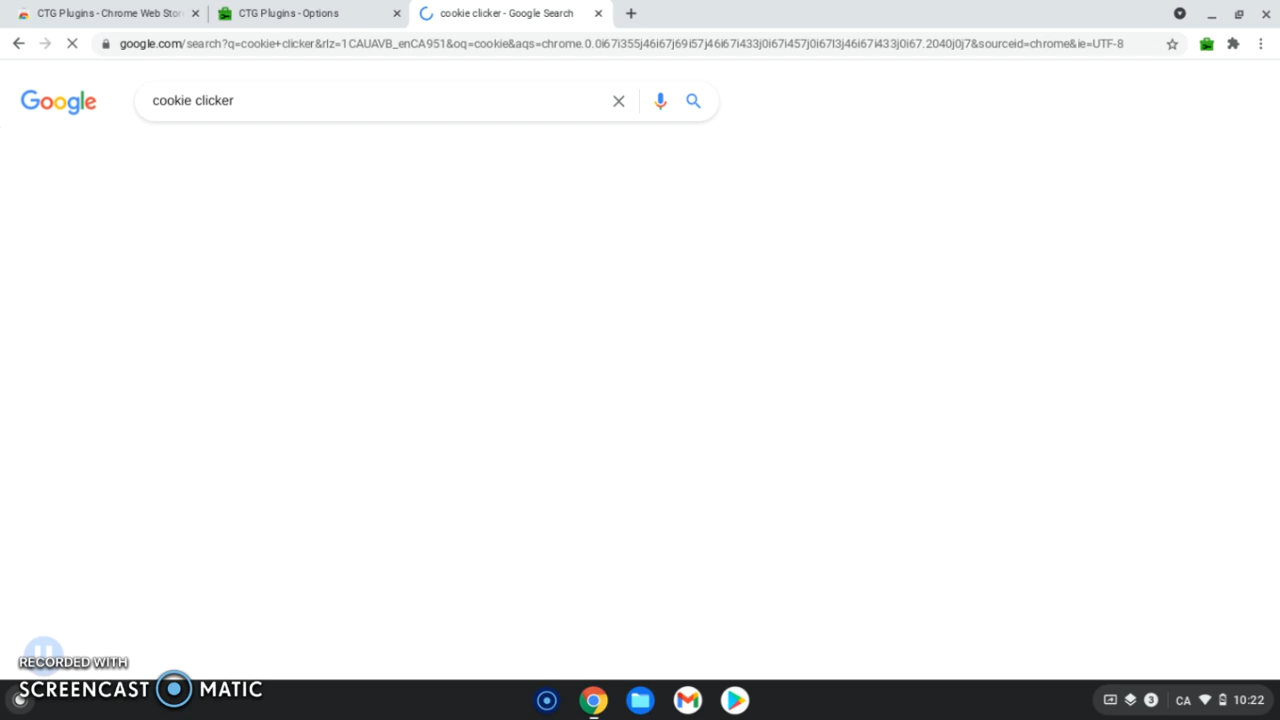 CTG Plugins - Chrome Web Stor
CTG Plugins - Options
cookie clicker - Google Search
google.com/search?q=cookie+clicker&rlz=1CAUAVB_enCA951&oq=cookie&aqs=chrome.0.0i67i355j46i67j69i57j46i67i433j0i67i457j0i67l3j46i67i433j0i67.2040j0j7&sourceid=chrome&ie=UTF-8
Google
cookie clicker
RECORDED WITH
SCREENCAST MATIC
3
CA
10:22